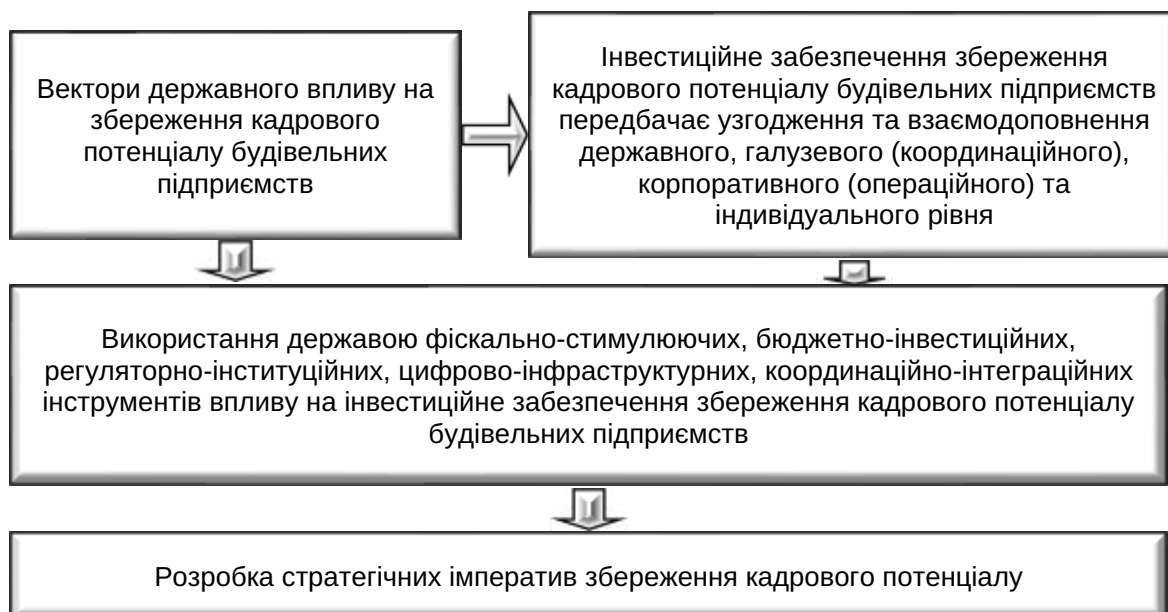 Вектори державного впливу на
збереження кадрового
потенціалу будівельних
підприємств
Інвестиційне забезпечення збереження
кадрового потенціалу будівельних підприємств
передбачає узгодження та взаємодоповнення
державного, галузевого (координаційного),
корпоративного (операційного) та
індивідуального рівня
Використання державою фіскально-стимулюючих, бюджетно-інвестиційних,
регуляторно-інституційних, цифрово-інфраструктурних, координаційно-інтеграційних
інструментів впливу на інвестиційне забезпечення збереження кадрового потенціалу
будівельних підприємств
Розробка стратегічних імператив збереження кадрового потенціалу